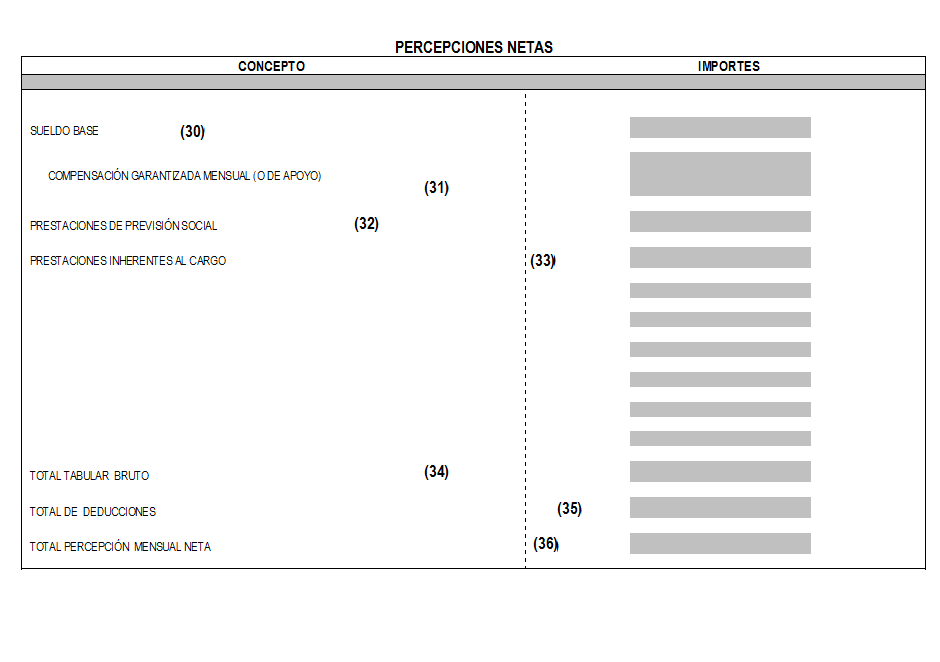 PERCEPCIONES NETAS
CONCEPTO IMPORTES
SUELDO BASE (30)
COMPENSACIÓN GARANTIZADA MENSUAL (O DE APOYO)
(31)
PRESTACIONES DE PREVISIÓN SOCIAL (32)
PRESTACIONES INHERENTES AL CARGO (33)
TOTAL TABULAR BRUTO (34)
TOTAL DE DEDUCCIONES (35)
TOTAL PERCEPCIÓN MENSUAL NETA (36)